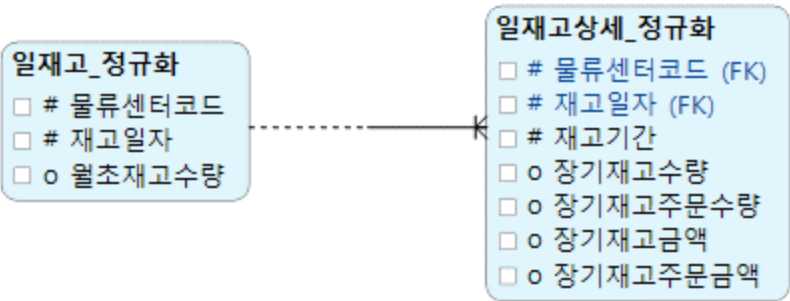 일재고_정규화
# 물류센터코드
# 재고일자
o 월초재고수량
일재고상세_정규화
# 물류센터코드 (FK)
# 재고일자 (FK)
# 재고기간
o 장기재고수량
o 장기재고주문수량
o 장기재고금액
o 장기재고주문금액